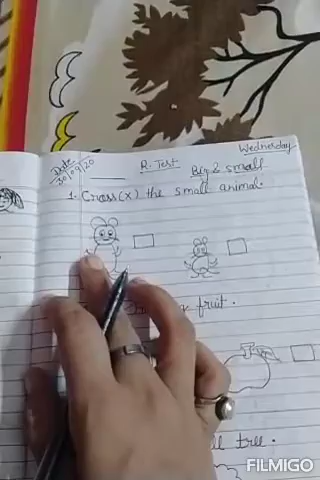 Wednesday
Date
30/09/20
R. Test
Big & small
1. Cross(x) the small animal.
fruit.
tree.
FILMIGO